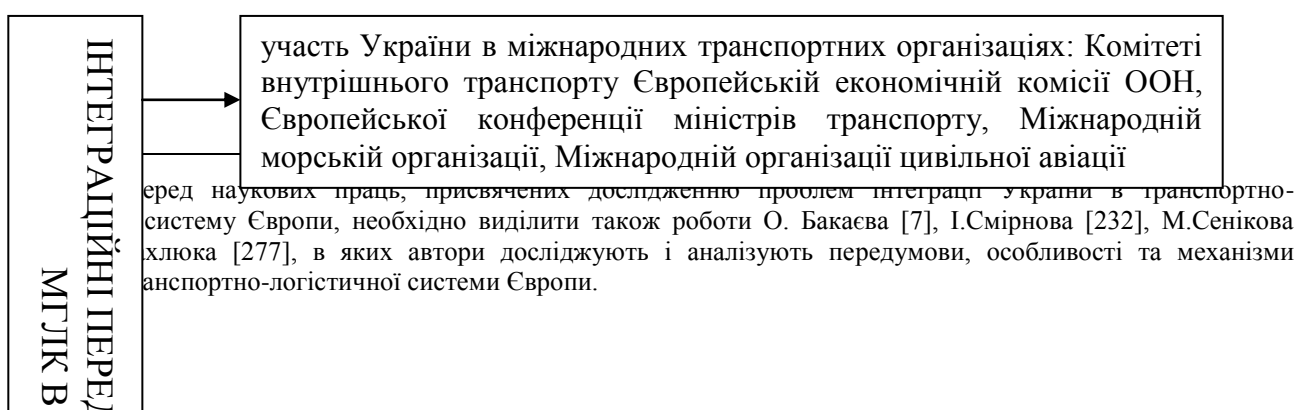 ІНТЕГРАЦІЙНІ
МГЛК В
участь України в міжнародних транспортних організаціях: Комітеті
внутрішнього транспорту Європейській економічній комісії ООН,
Європейської конференції міністрів транспорту, Міжнародній
морській організації, Міжнародній організації цивільної авіації
еред наукових праць, присвячених дослідженню проблем інтеграції України в транспортно-
систему Європи, необхідно виділити також роботи О. Бакаєва [7], І.Смірнова [232], М.Сенікова
хлюка [277], в яких автори досліджують і аналізують передумови, особливості та механізми
анспортно-логістичної системи Європи.